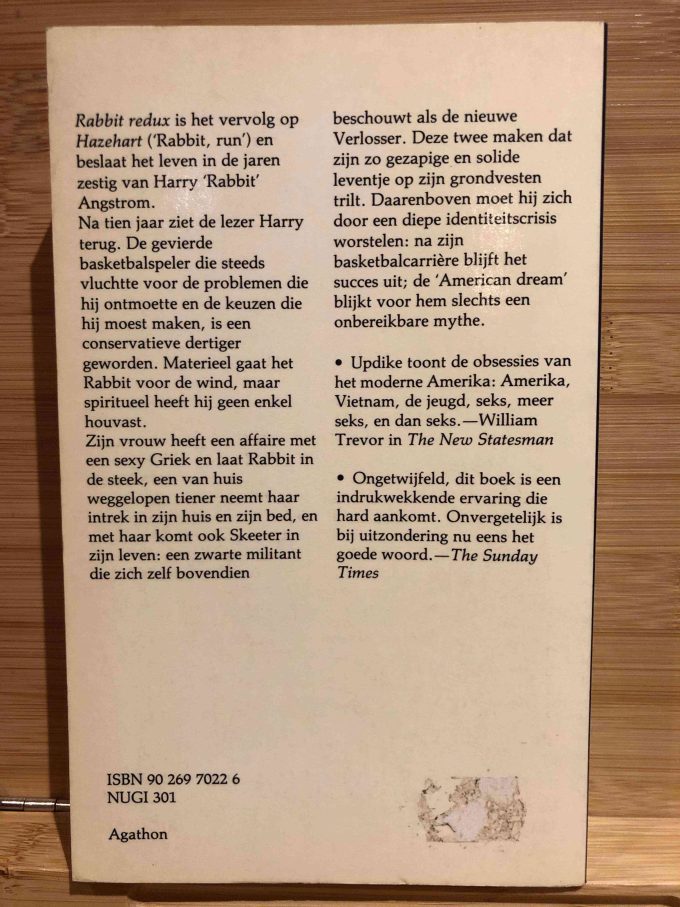 Rabbit redux is het vervolg op
Hazehart ('Rabbit, run') en
beslaat het leven in de jaren
zestig van Harry 'Rabbit'
Angstrom.
Na tien jaar ziet de lezer Harry
terug. De gevierde
basketbalspeler die steeds
vluchtte voor de problemen die
hij ontmoette en de keuzen die
hij moest maken, is een
conservatieve dertiger
geworden. Materieel gaat het
Rabbit voor de wind, maar
spiritueel heeft hij geen enkel
houvast.
Zijn vrouw heeft een affaire met
een sexy Griek en laat Rabbit in
de steek, een van huis
weggelopen tiener neemt haar
intrek in zijn huis en zijn bed, en
met haar komt ook Skeeter in
zijn leven: een zwarte militant
die zich zelf bovendien
beschouwt als de nieuwe
Verlosser. Deze twee maken dat
zijn zo gezapige en solide
leventje op zijn grondvesten
trilt. Daarenboven moet hij zich
door een diepe identiteitscrisis
worstelen: na zijn
basketbalcarrière blijft het
succes uit; de 'American dream'
blijkt voor hem slechts een
onbereikbare mythe.
• Updike toont de obsessies van
het moderne Amerika: Amerika,
Vietnam, de jeugd, seks, meer
seks, en dan seks.—William
Trevor in The New Statesman
• Ongetwijfeld, dit boek is een
indrukwekkende ervaring die
hard aankomt. Onvergetelijk is
bij uitzondering nu eens het
goede woord.—The Sunday
Times
ISBN 90 269 7022 6
NUGI 301
Agathon